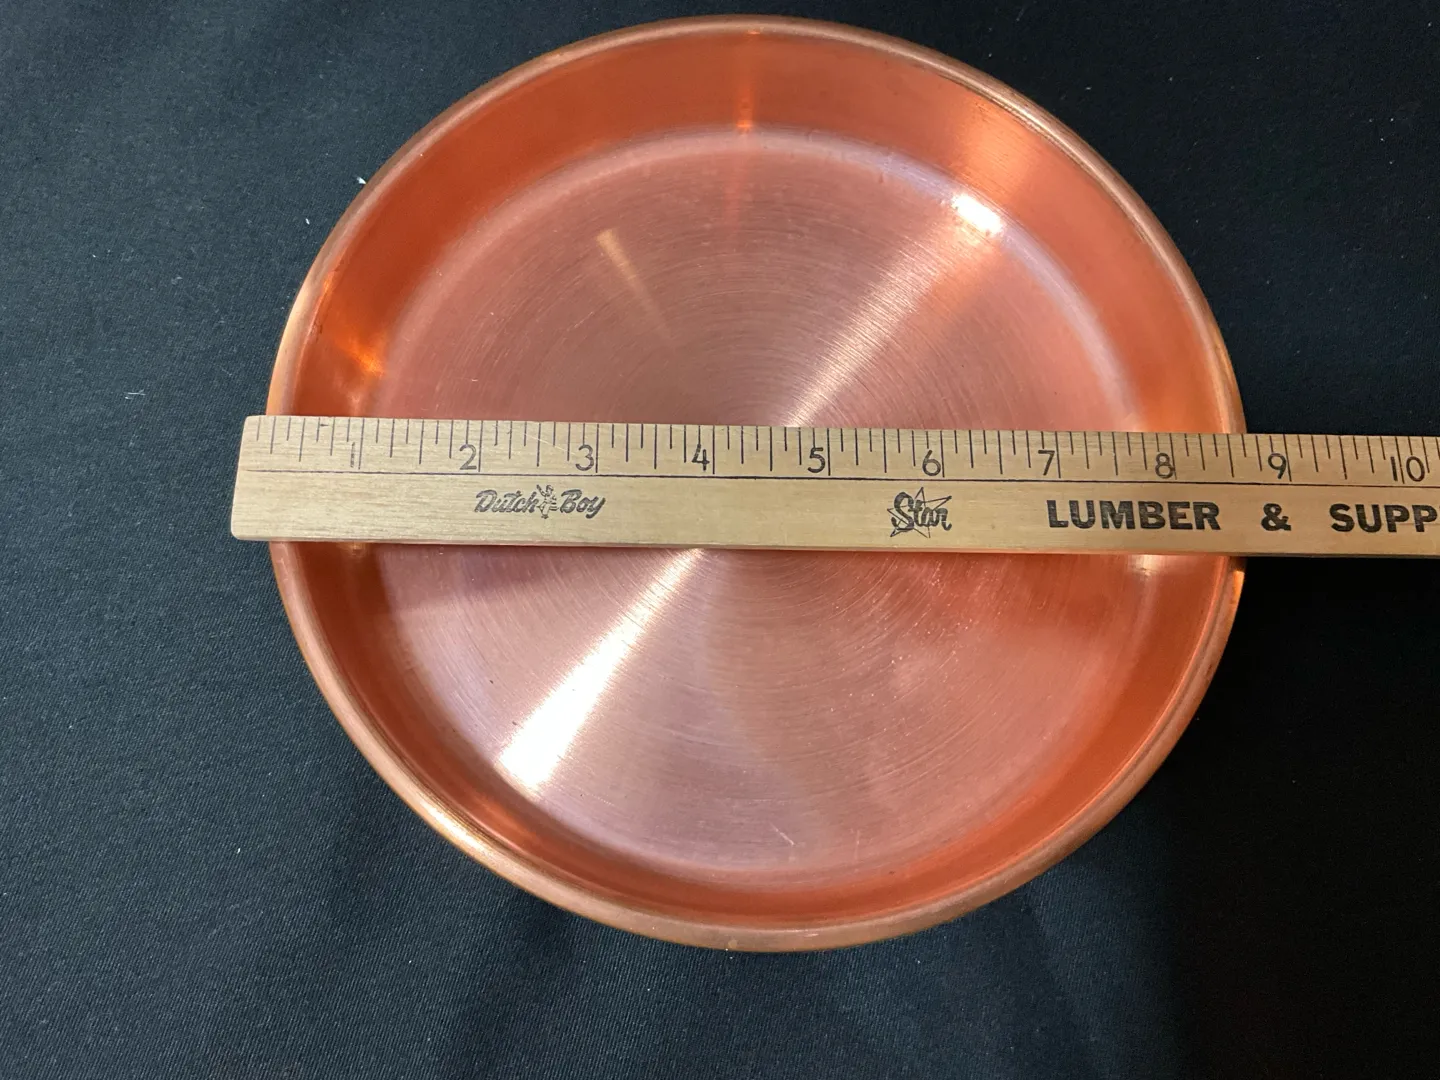 1 2 3 4 5 6 7 8 9 10
Dutch Boy Star LUMBER & SUPP